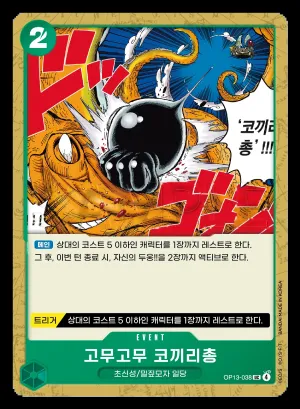 2
ドッ
‘코끼리
총’!!!
ゴオン
메인 상대의 코스트 5 이하인 캐릭터를 1장까지 레스트로 한다.
그 후, 이번 턴 종료 시, 자신의 두웅!!을 2장까지 액티브로 한다.
트리거 상대의 코스트 5 이하인 캐릭터를 1장까지 레스트로 한다.
EVENT
고무고무 코끼리총
초신성/밀짚모자 일당
OP13-038